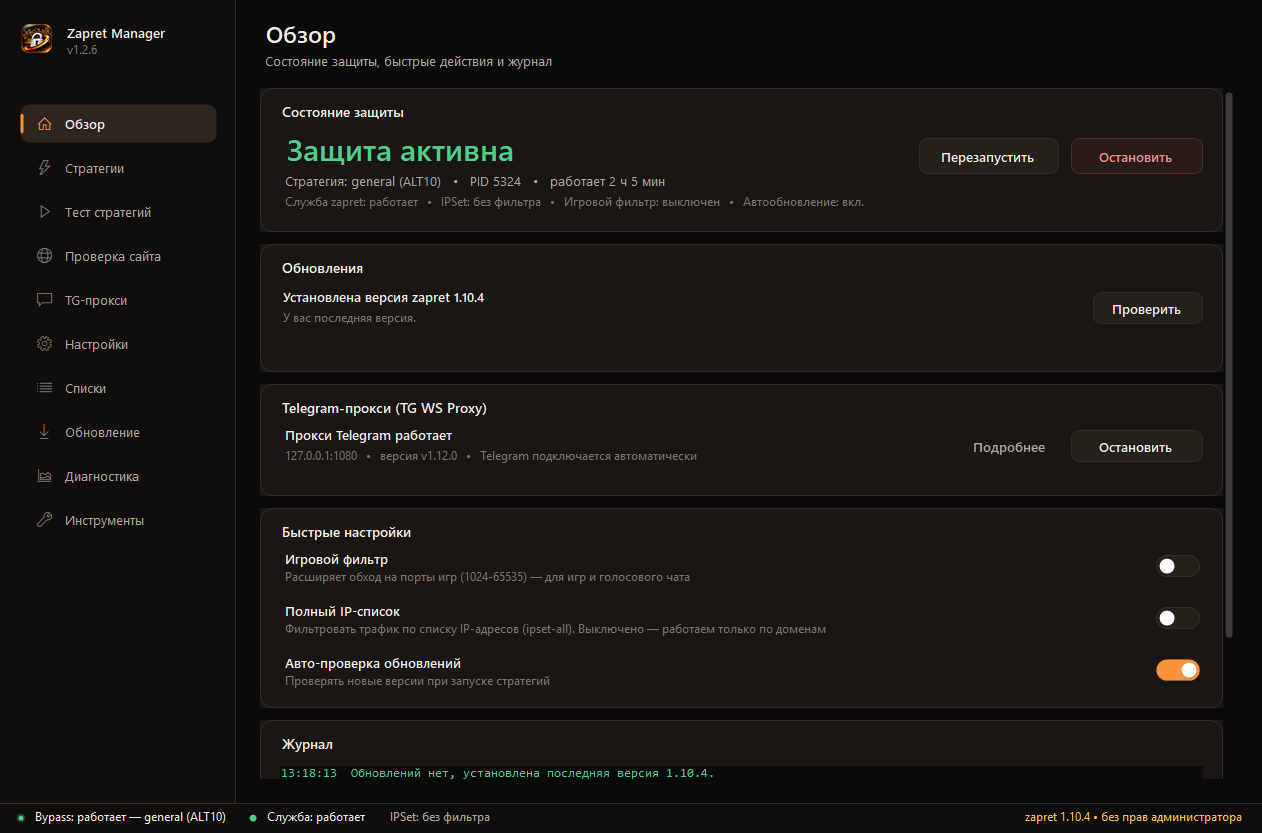 Zapret Manager
v1.2.6
Обзор
Стратегии
Тест стратегий
Проверка сайта
TG-прокси
Настройки
Списки
Обновление
Диагностика
Инструменты
Обзор
Состояние защиты, быстрые действия и журнал
Состояние защиты
Защита активна
Стратегия: general (ALT10) • PID 5324 • работает 2 ч 5 мин
Служба zapret: работает • IPSet: без фильтра • Игровой фильтр: выключен • Автообновление: вкл.
Перезапустить
Остановить
Обновления
Установлена версия zapret 1.10.4
У вас последняя версия.
Проверить
Telegram-прокси (TG WS Proxy)
Прокси Telegram работает
127.0.0.1:1080 • версия v1.12.0 • Telegram подключается автоматически
Подробнее
Остановить
Быстрые настройки
Игровой фильтр
Расширяет обход на порты игр (1024-65535) — для игр и голосового чата
Полный IP-список
Фильтровать трафик по списку IP-адресов (ipset-all). Выключено — работаем только по доменам
Авто-проверка обновлений
Проверять новые версии при запуске стратегий
Журнал
13:18:13 Обновлений нет, установлена последняя версия 1.10.4.
Bypass: работает — general (ALT10)
Служба: работает
IPSet: без фильтра
zapret 1.10.4 • без прав администратора